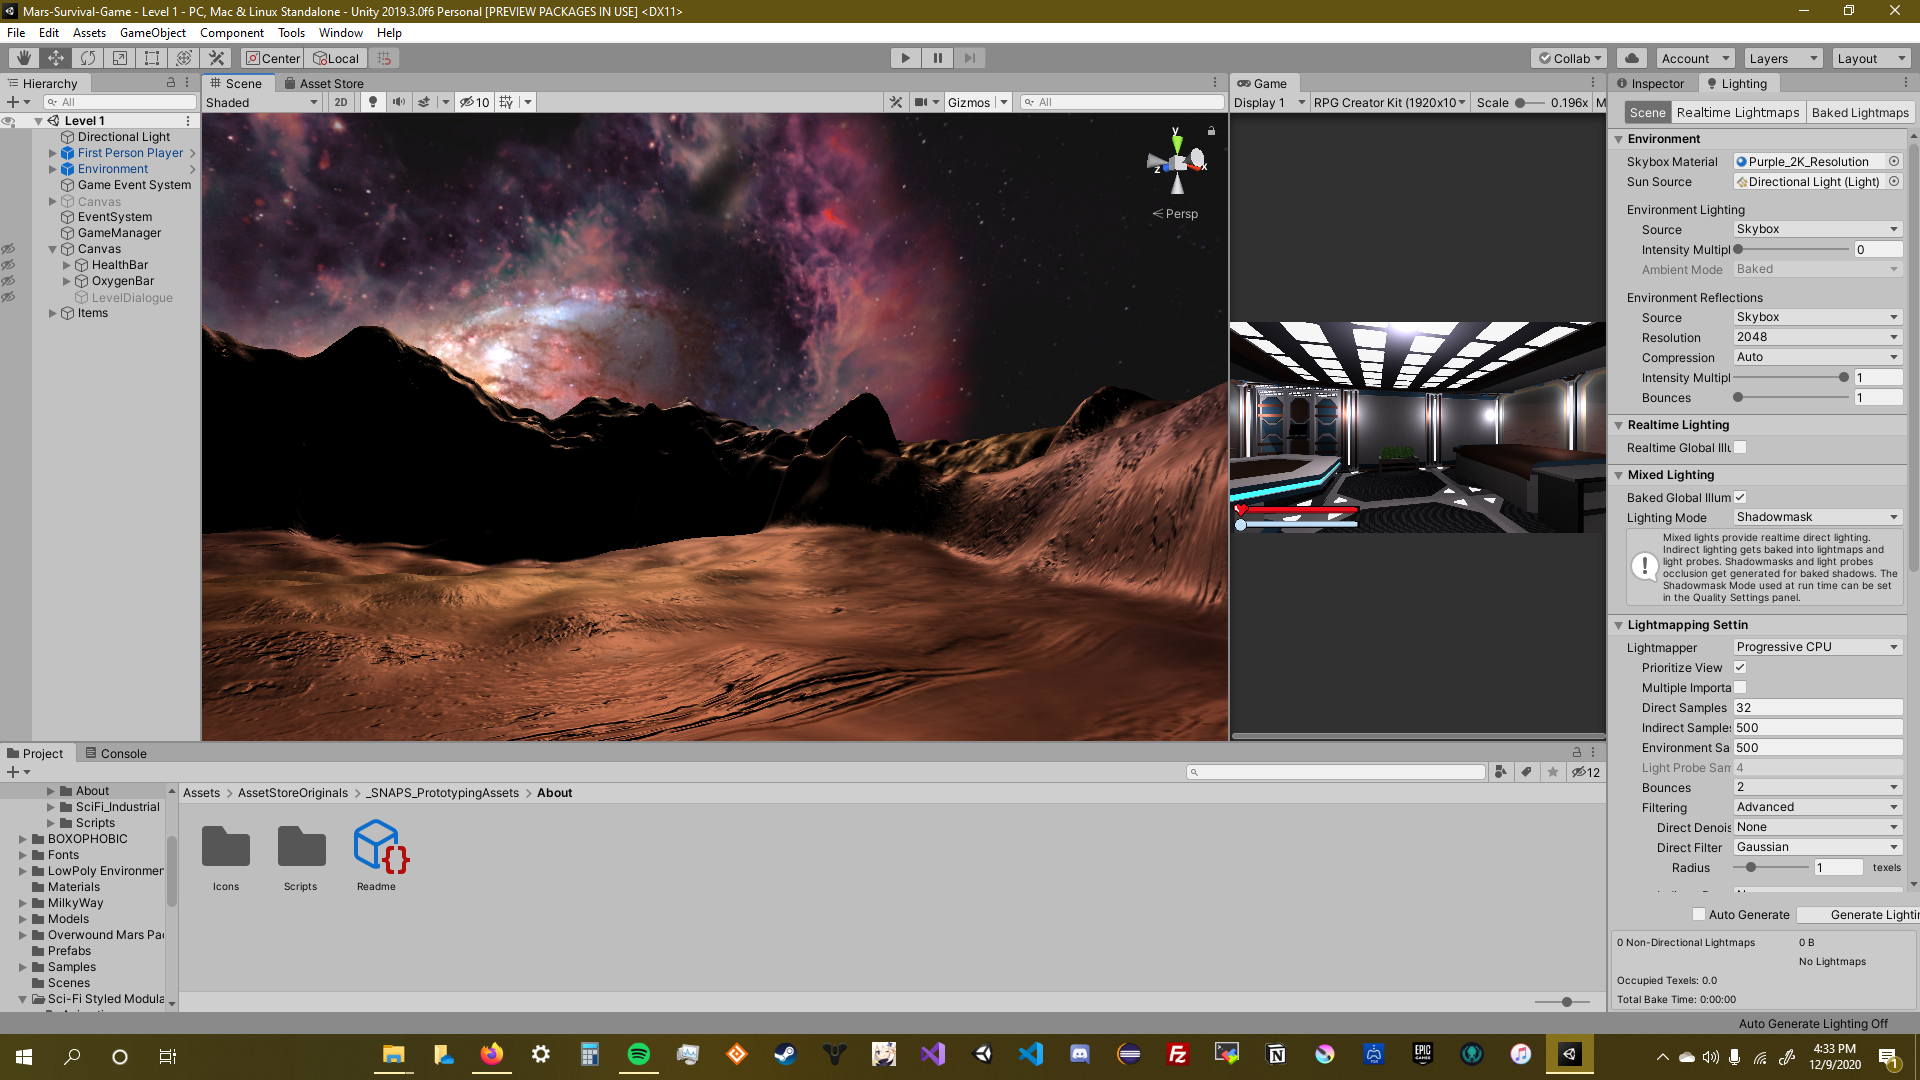 Mars-Survival-Game - Level 1 - PC, Mac & Linux Standalone - Unity 2019.3.0f6 Personal [PREVIEW PACKAGES IN USE] <DX11>
File Edit Assets GameObject Component Tools Window Help
Center Local Collab Account Layers Layout
Hierarchy
All
Level 1
Directional Light
First Person Player
Environment
Game Event System
Canvas
EventSystem
GameManager
Canvas
HealthBar
OxygenBar
LevelDialogue
Items
Scene Asset Store
Shaded 2D 10 Gizmos All
y
x
z
Persp
Game
Display 1 RPG Creator Kit (1920x10 Scale 0.196x M
Inspector Lighting
Scene Realtime Lightmaps Baked Lightmaps
Environment
Skybox Material Purple_2K_Resolution
Sun Source Directional Light (Light)
Environment Lighting
Source Skybox
Intensity Multipl 0
Ambient Mode Baked
Environment Reflections
Source Skybox
Resolution 2048
Compression Auto
Intensity Multipl 1
Bounces 1
Realtime Lighting
Realtime Global Illu
Mixed Lighting
Baked Global Illum
Lighting Mode Shadowmask
Mixed lights provide realtime direct lighting.
Indirect lighting gets baked into lightmaps and
light probes. Shadowmasks and light probes
occlusion get generated for baked shadows. The
Shadowmask Mode used at run time can be set
in the Quality Settings panel.
Lightmapping Settin
Lightmapper Progressive CPU
Prioritize View
Multiple Importa
Direct Samples 32
Indirect Samples 500
Environment Sa 500
Light Probe Sam 4
Bounces 2
Filtering Advanced
Direct Denois None
Direct Filter Gaussian
Radius 1 texels
Auto Generate Generate Lightin
0 Non-Directional Lightmaps 0 B
No Lightmaps
Occupied Texels: 0.0
Total Bake Time: 0:00:00
Auto Generate Lighting Off
Project Console
12
About
SciFi_Industrial
Scripts
BOXOPHOBIC
Fonts
LowPoly Environmen
Materials
MilkyWay
Models
Overwound Mars Pac
Prefabs
Samples
Scenes
Sci-Fi Styled Modula
Assets > AssetStoreOriginals > _SNAPS_PrototypingAssets > About
Icons Scripts Readme
4:33 PM
12/9/2020
1